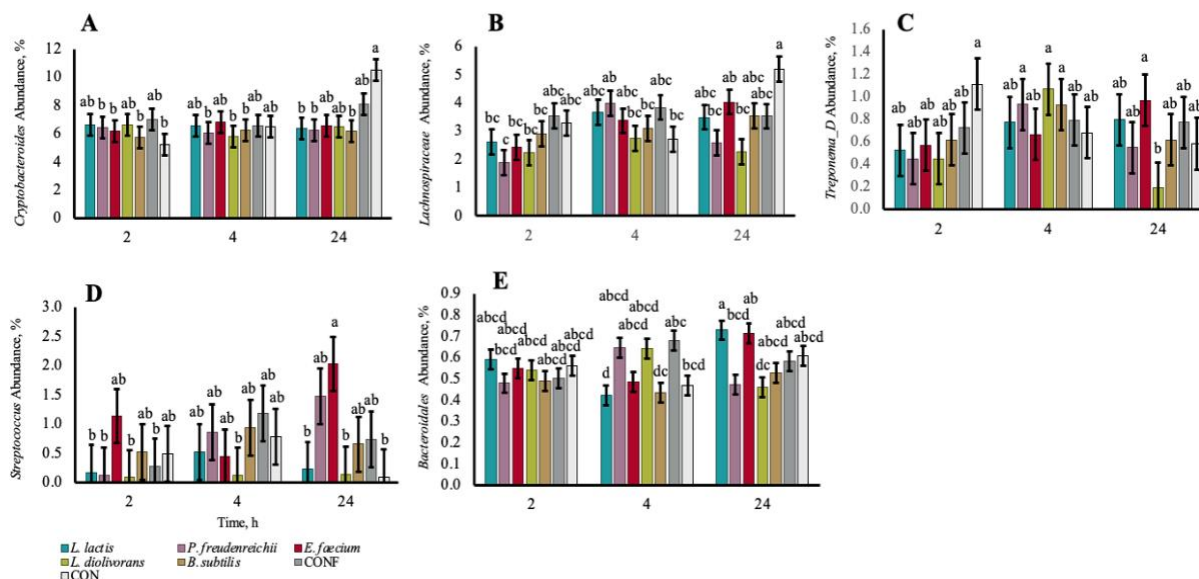 A
Cryptobacteroides Abundance, %
14
12
10
8
6
4
2
0
ab b b ab b ab b
ab b ab b b ab ab
b b ab ab b ab a
2 4 24
B
Lachnospiraceae Abundance, %
6
5
4
3
2
1
0
bc c bc bc bc abc abc
abc ab abc bc bc abc bc
abc bc ab bc abc abc a
2 4 24
C
Treponema_D Abundance, %
1.6
1.4
1.2
1.0
0.8
0.6
0.4
0.2
0.0
ab ab ab ab ab ab a
ab a ab a a ab ab
ab ab a b ab ab ab
2 4 24
D
Streptococcus Abundance, %
3.0
2.5
2.0
1.5
1.0
0.5
0.0
b b ab b ab b ab
ab ab ab b ab ab ab
b ab a b ab ab b
2 4 24
Time, h
E
Bacteroidales Abundance, %
0.9
0.8
0.7
0.6
0.5
0.4
0.3
0.2
0.1
0.0
abcd bcd abcd abcd abcd abcd abcd
d abcd abcd abcd dc abc bcd
a bcd ab dc abcd abcd abcd
2 4 24
L. lactis P. freudenreichii E. fæcium
L. diolivorans B. subtilis CONF
CON